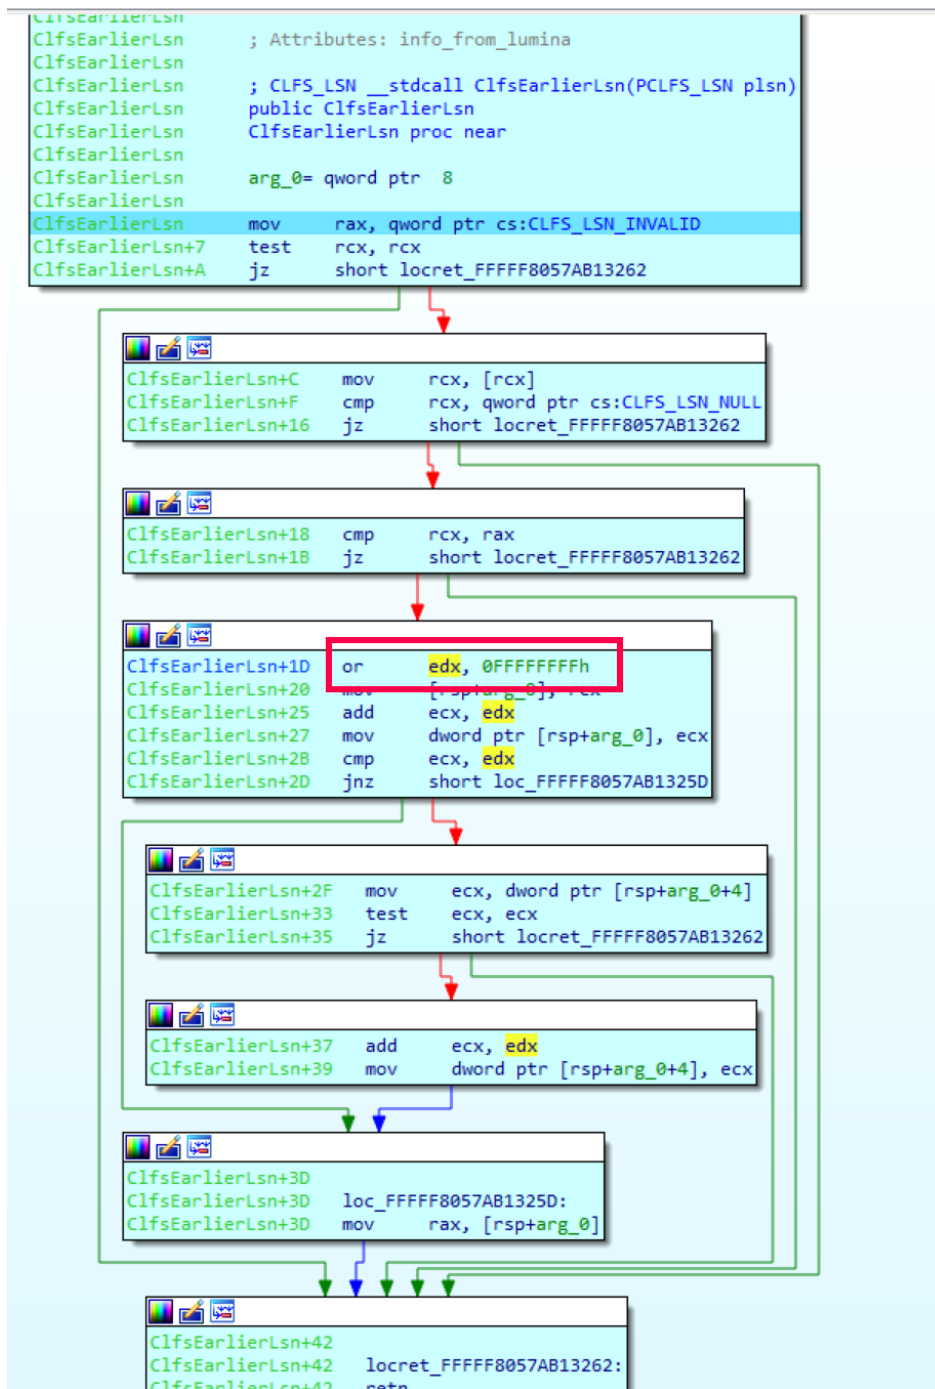 ClfsEarlierLsn
ClfsEarlierLsn ; Attributes: info_from_lumina
ClfsEarlierLsn
ClfsEarlierLsn ; CLFS_LSN __stdcall ClfsEarlierLsn(PCLFS_LSN plsn)
ClfsEarlierLsn public ClfsEarlierLsn
ClfsEarlierLsn ClfsEarlierLsn proc near
ClfsEarlierLsn
ClfsEarlierLsn arg_0= qword ptr 8
ClfsEarlierLsn
ClfsEarlierLsn mov rax, qword ptr cs:CLFS_LSN_INVALID
ClfsEarlierLsn+7 test rcx, rcx
ClfsEarlierLsn+A jz short locret_FFFFF8057AB13262
ClfsEarlierLsn+C mov rcx, [rcx]
ClfsEarlierLsn+F cmp rcx, qword ptr cs:CLFS_LSN_NULL
ClfsEarlierLsn+16 jz short locret_FFFFF8057AB13262
ClfsEarlierLsn+18 cmp rcx, rax
ClfsEarlierLsn+1B jz short locret_FFFFF8057AB13262
ClfsEarlierLsn+1D or edx, 0FFFFFFFFh
ClfsEarlierLsn+20 mov [rsp+arg_0], rcx
ClfsEarlierLsn+25 add ecx, edx
ClfsEarlierLsn+27 mov dword ptr [rsp+arg_0], ecx
ClfsEarlierLsn+2B cmp ecx, edx
ClfsEarlierLsn+2D jnz short loc_FFFFF8057AB1325D
ClfsEarlierLsn+2F mov ecx, dword ptr [rsp+arg_0+4]
ClfsEarlierLsn+33 test ecx, ecx
ClfsEarlierLsn+35 jz short locret_FFFFF8057AB13262
ClfsEarlierLsn+37 add ecx, edx
ClfsEarlierLsn+39 mov dword ptr [rsp+arg_0+4], ecx
ClfsEarlierLsn+3D
ClfsEarlierLsn+3D loc_FFFFF8057AB1325D:
ClfsEarlierLsn+3D mov rax, [rsp+arg_0]
ClfsEarlierLsn+42
ClfsEarlierLsn+42 locret_FFFFF8057AB13262:
ClfsEarlierLsn+42 retn